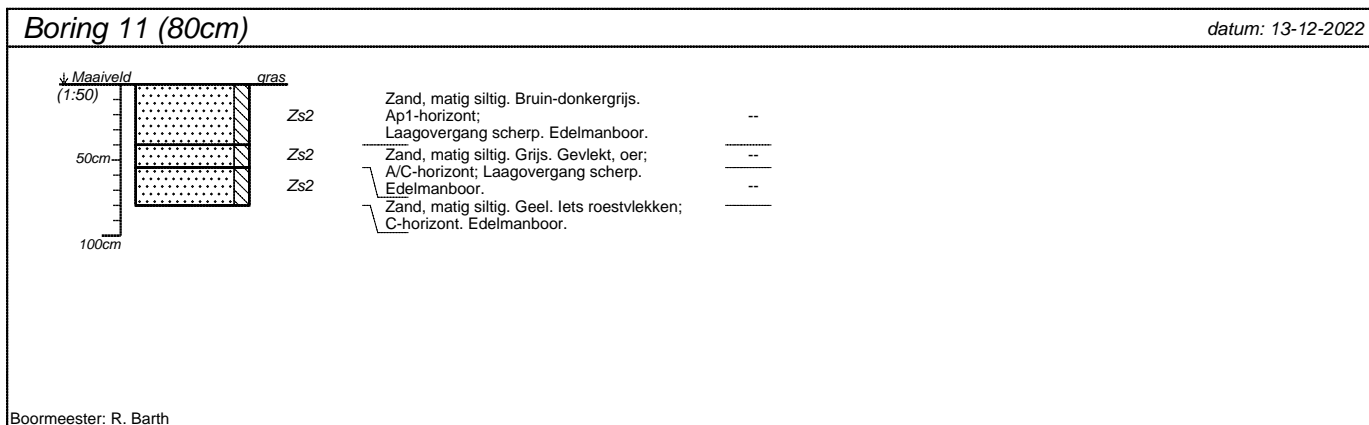 Boring 11 (80cm)
datum: 13-12-2022
Maaiveld
gras
(1:50)
Zs2
Zand, matig siltig. Bruin-donkergrijs.
Ap1-horizont;
Laagovergang scherp. Edelmanboor.
--
50cm
Zs2
Zand, matig siltig. Grijs. Gevlekt, oer;
A/C-horizont; Laagovergang scherp.
Edelmanboor.
--
Zs2
Zand, matig siltig. Geel. Iets roestvlekken;
C-horizont. Edelmanboor.
--
100cm
Boormeester: R. Barth